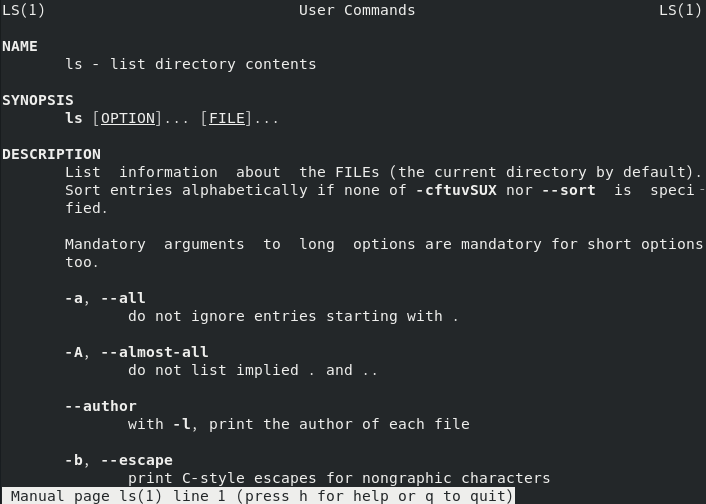 LS(1)                            User Commands                           LS(1)
NAME
       ls - list directory contents
SYNOPSIS
       ls [OPTION]... [FILE]...
DESCRIPTION
       List  information  about  the FILEs (the current directory by default).
       Sort entries alphabetically if none of -cftuvSUX nor --sort  is  speci-
       fied.
       Mandatory  arguments  to  long  options are mandatory for short options
       too.
       -a, --all
              do not ignore entries starting with .
       -A, --almost-all
              do not list implied . and ..
       --author
              with -l, print the author of each file
       -b, --escape
              print C-style escapes for nongraphic characters
 Manual page ls(1) line 1 (press h for help or q to quit)